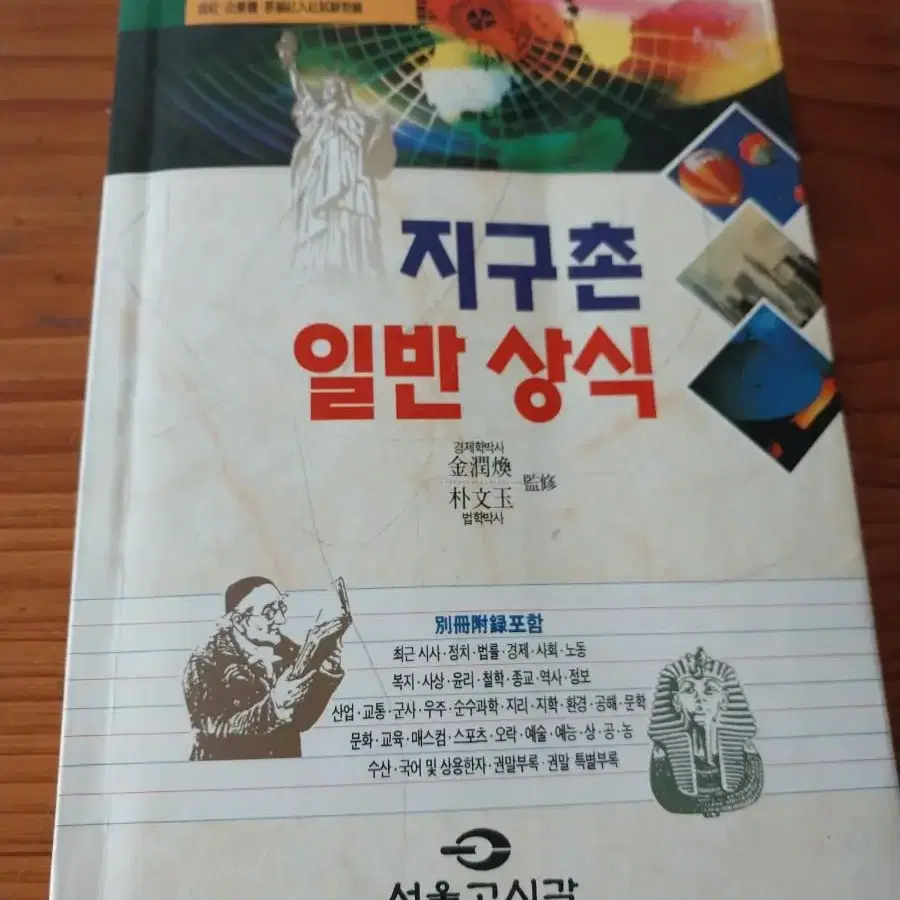 지구촌
일반 상식
경제학박사
金潤煥
朴文玉 監修
법학박사
別冊附録포함
최근 시사·정치·법률·경제·사회·노동
복지·사상·윤리·철학·종교·역사·정보
산업·교통·군사·우주·순수과학·지리·지학·환경·공해·문학
문화·교육·매스컴·스포츠·오락·예술·예능·상·공·농
수산·국어 및 상용한자·권말부록·권말 특별부록
서울고시각